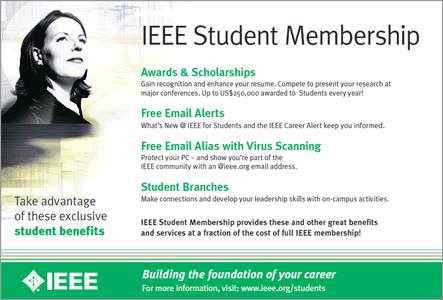 IEEE Student Membership
Awards & Scholarships
Gain recognition and enhance your resume. Compete to present your research at
major conferences. Up to US$250,000 awarded to Students every year!
Free Email Alerts
What's New @ IEEE for Students and the IEEE Career Alert keep you informed.
Free Email Alias with Virus Scanning
Protect your PC – and show you're part of the
IEEE community with an @ieee.org email address.
Student Branches
Make connections and develop your leadership skills with on-campus activities.
IEEE Student Membership provides these and other great benefits
and services at a fraction of the cost of full IEEE membership!
Take advantage
of these exclusive
student benefits
IEEE
Building the foundation of your career
For more information, visit: www.ieee.org/students